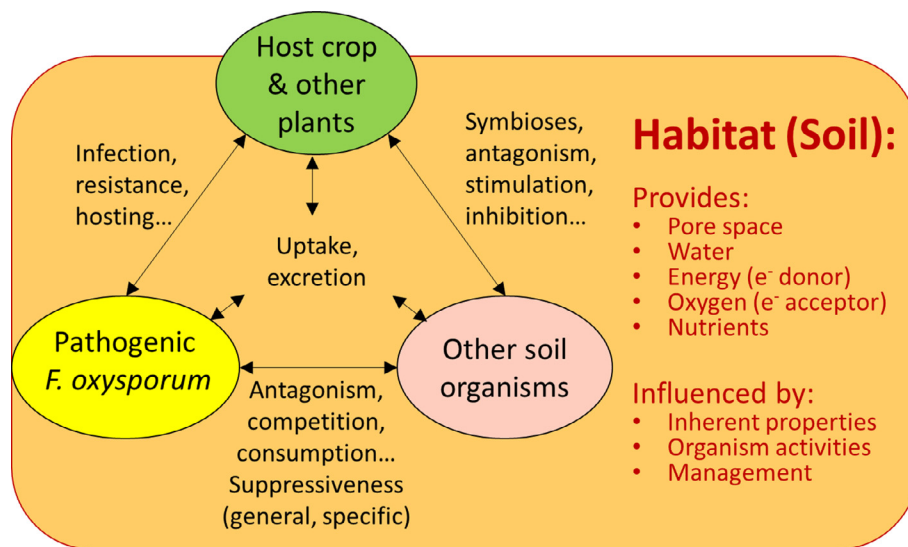 Host crop
& other
plants
Infection,
resistance,
hosting...
Symbioses,
antagonism,
stimulation,
inhibition...
Uptake,
excretion
Pathogenic
F. oxysporum
Other soil
organisms
Antagonism,
competition,
consumption...
Suppressiveness
(general, specific)
Habitat (Soil):
Provides:
• Pore space
• Water
• Energy (e⁻ donor)
• Oxygen (e⁻ acceptor)
• Nutrients
Influenced by:
• Inherent properties
• Organism activities
• Management